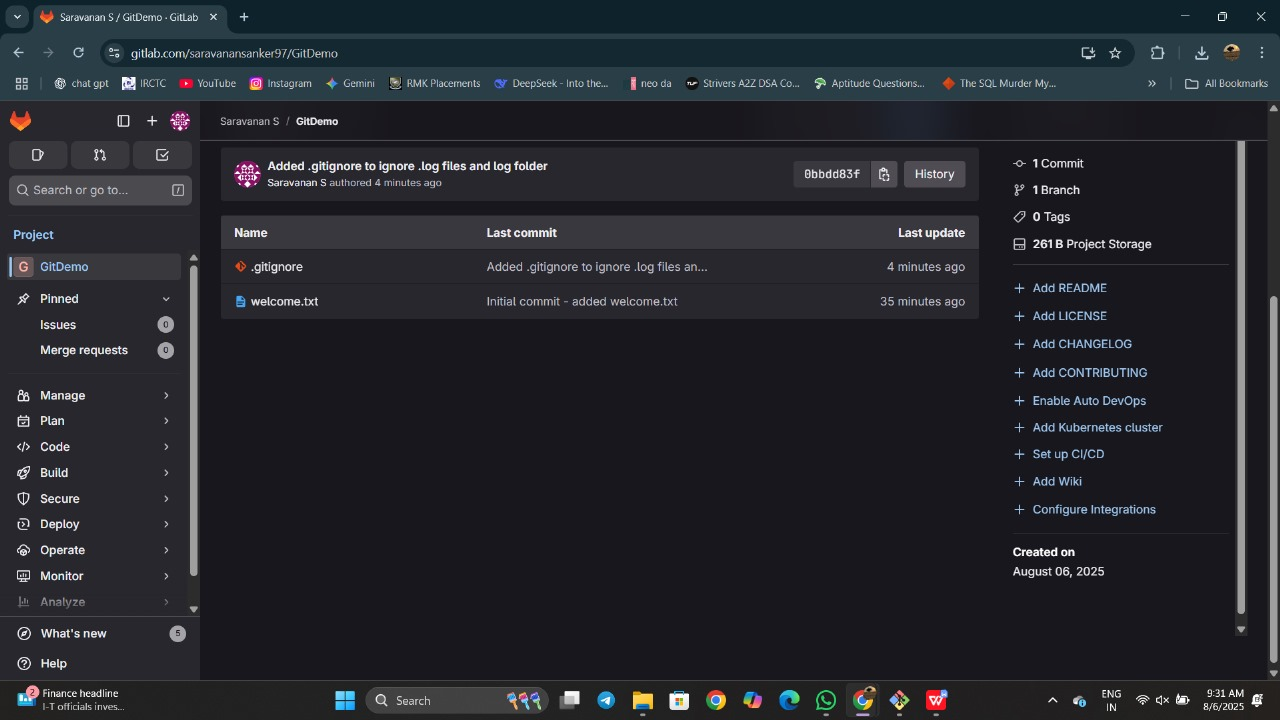 Saravanan S / GitDemo · GitLab
gitlab.com/saravanansanker97/GitDemo
chat gpt
IRCTC
YouTube
Instagram
Gemini
RMK Placements
DeepSeek - Into the...
neo da
Strivers A2Z DSA Co...
Aptitude Questions...
The SQL Murder My...
»
All Bookmarks
Saravanan S / GitDemo
Search or go to... /
Project
G GitDemo
Pinned
Issues 0
Merge requests 0
Manage
Plan
Code
Build
Secure
Deploy
Operate
Monitor
Analyze
What's new 5
Help
Added .gitignore to ignore .log files and log folder
Saravanan S authored 4 minutes ago
0bbdd83f
History
Name Last commit Last update
.gitignore Added .gitignore to ignore .log files an... 4 minutes ago
welcome.txt Initial commit - added welcome.txt 35 minutes ago
1 Commit
1 Branch
0 Tags
261 B Project Storage
Add README
Add LICENSE
Add CHANGELOG
Add CONTRIBUTING
Enable Auto DevOps
Add Kubernetes cluster
Set up CI/CD
Add Wiki
Configure Integrations
Created on
August 06, 2025
2
Finance headline
I-T officials inves...
Search
ENG
IN
9:31 AM
8/6/2025